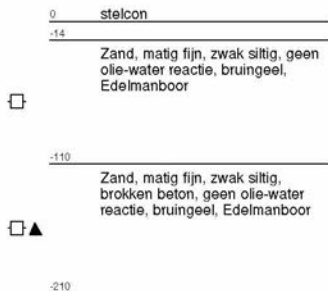 0 stelcon
-14
Zand, matig fijn, zwak siltig, geen
olie-water reactie, bruingeel,
Edelmanboor
-110
Zand, matig fijn, zwak siltig,
brokken beton, geen olie-water
reactie, bruingeel, Edelmanboor
-210